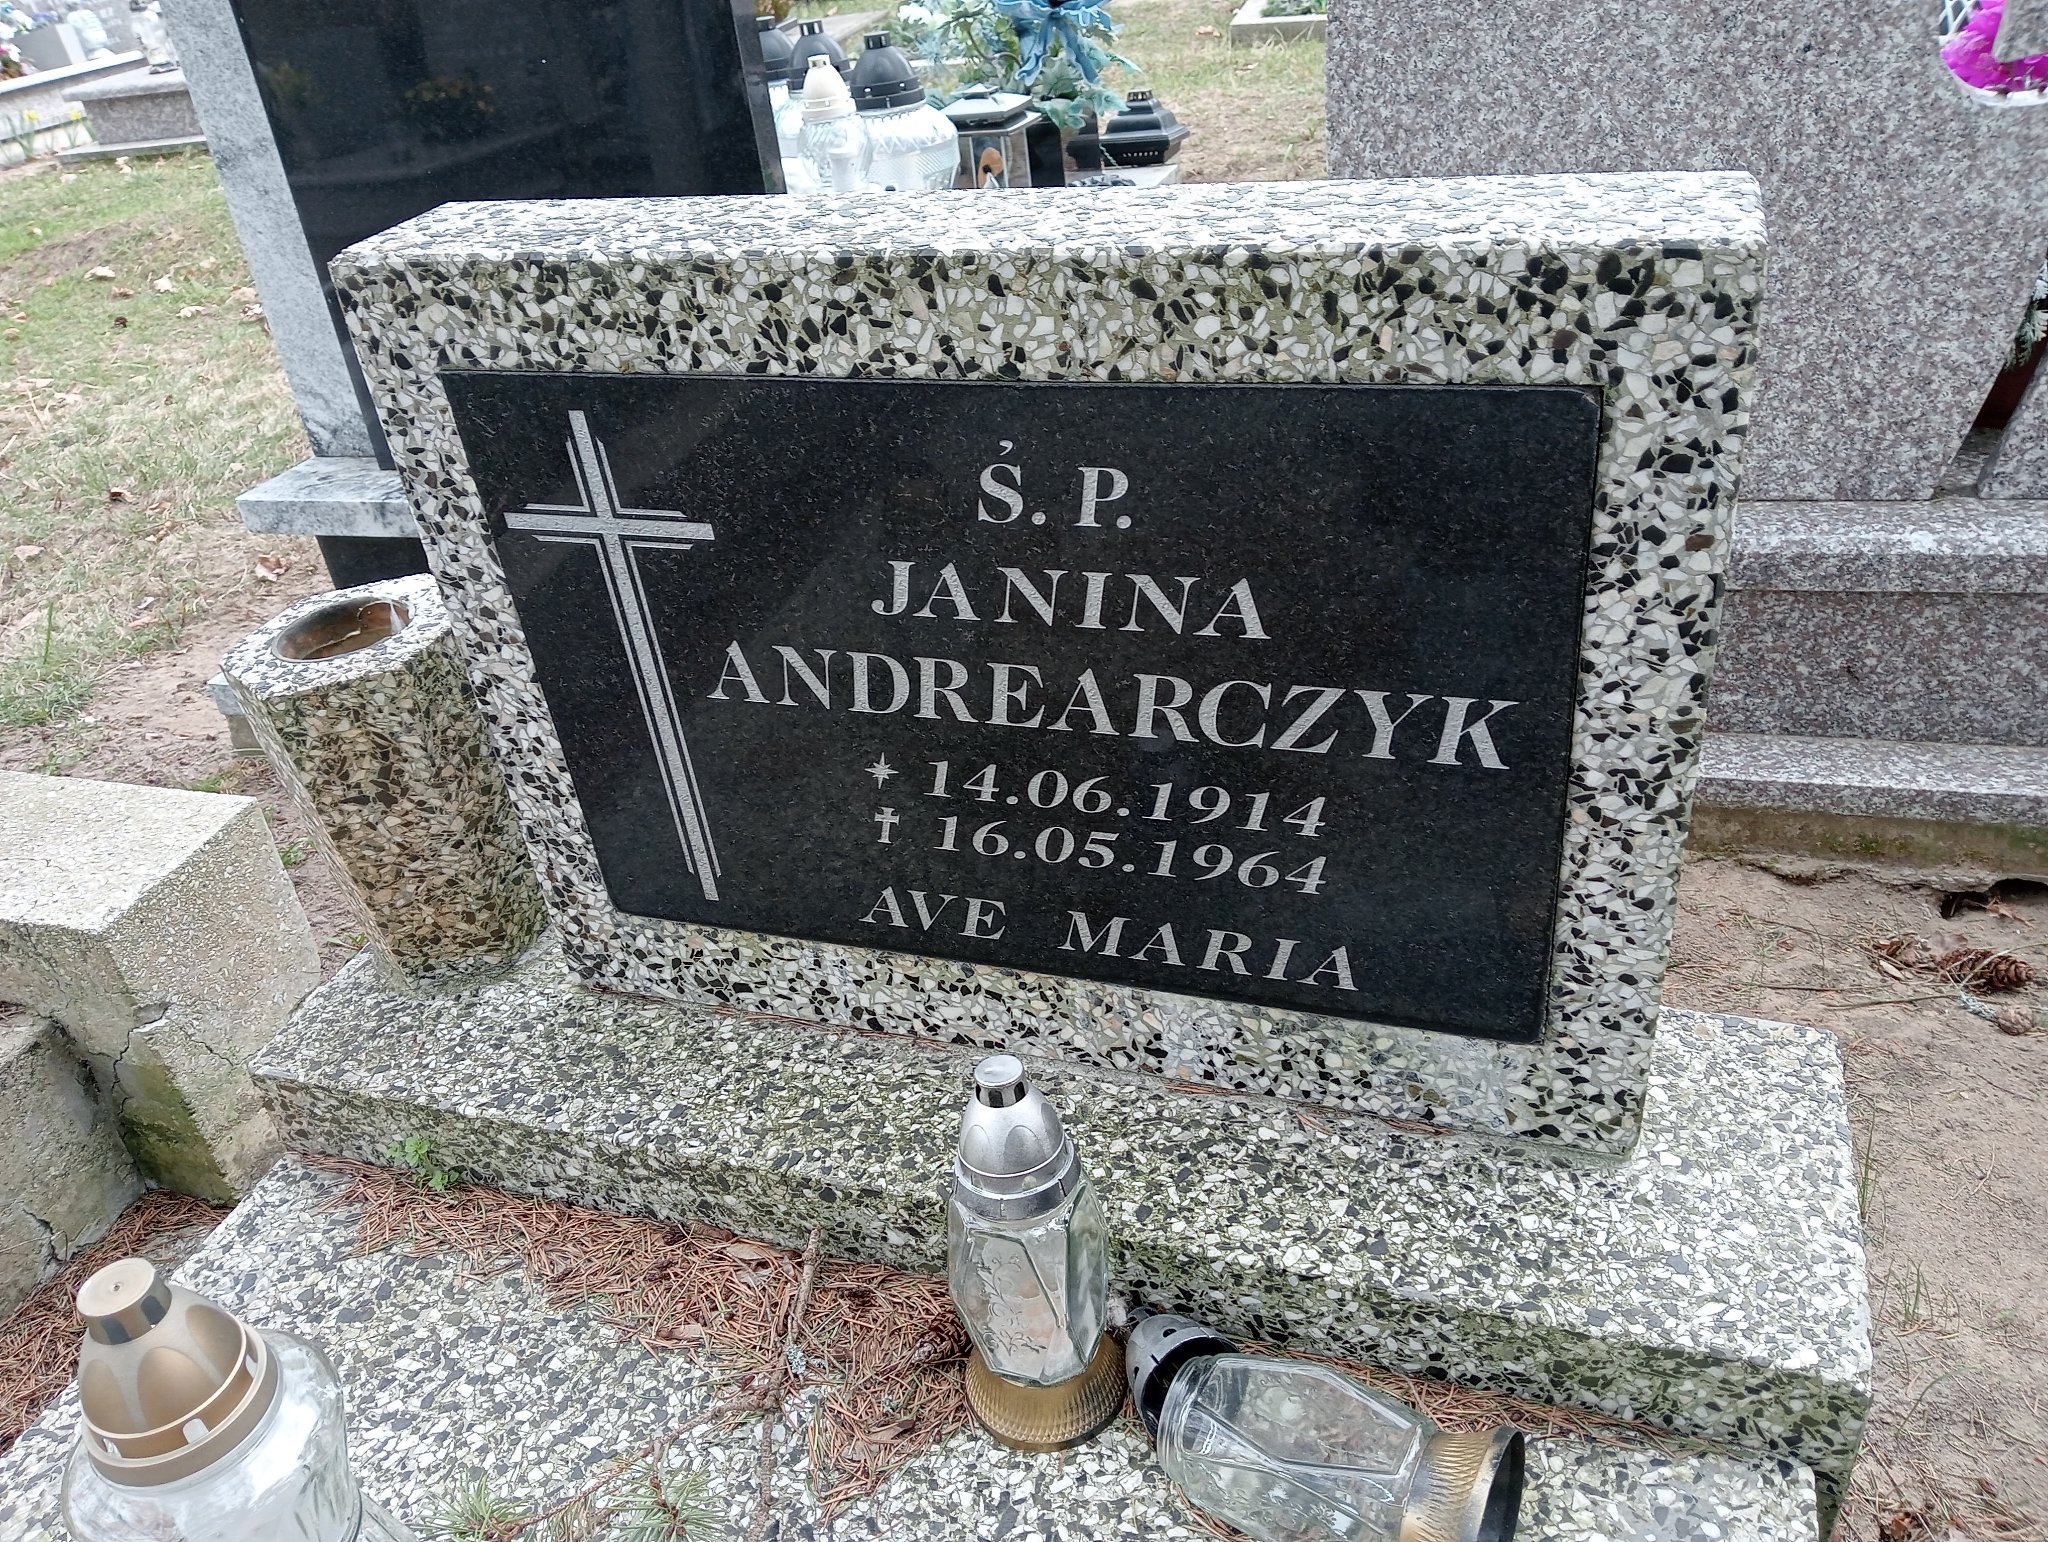 Ś. P.
JANINA
ANDREARCZYK
* 14.06.1914
† 16.05.1964
AVE MARIA